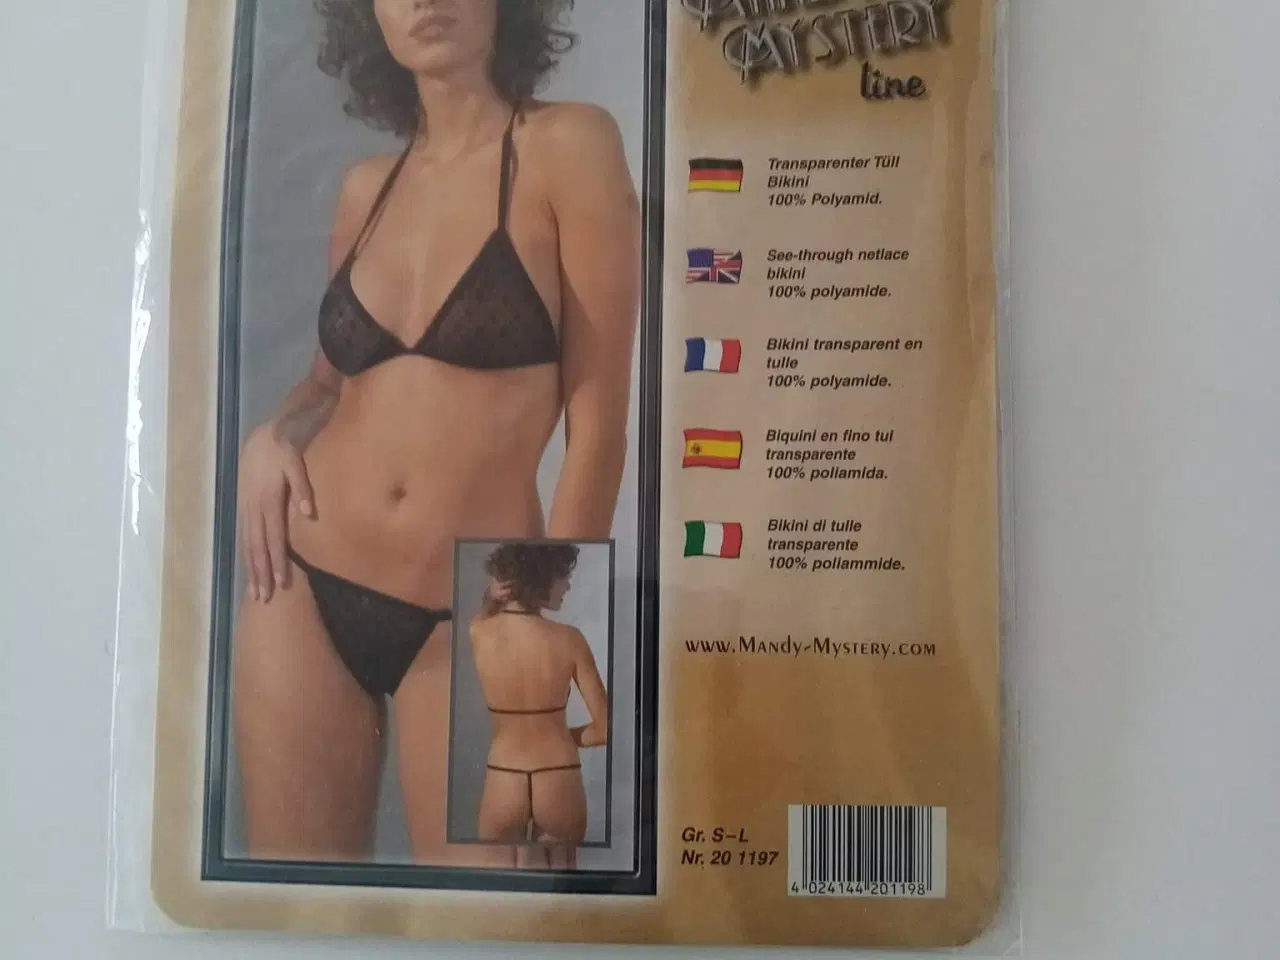 MYSTERY
line
Transparenter Tüll
Bikini
100% Polyamid.
See-through netlace
bikini
100% polyamide.
Bikini transparent en
tulle
100% polyamide.
Biquini en fino tul
transparente
100% poliamida.
Bikini di tulle
transparente
100% poliammide.
www.Mandy-Mystery.com
Gr. S–L
Nr. 20 1197
4 024144 201198